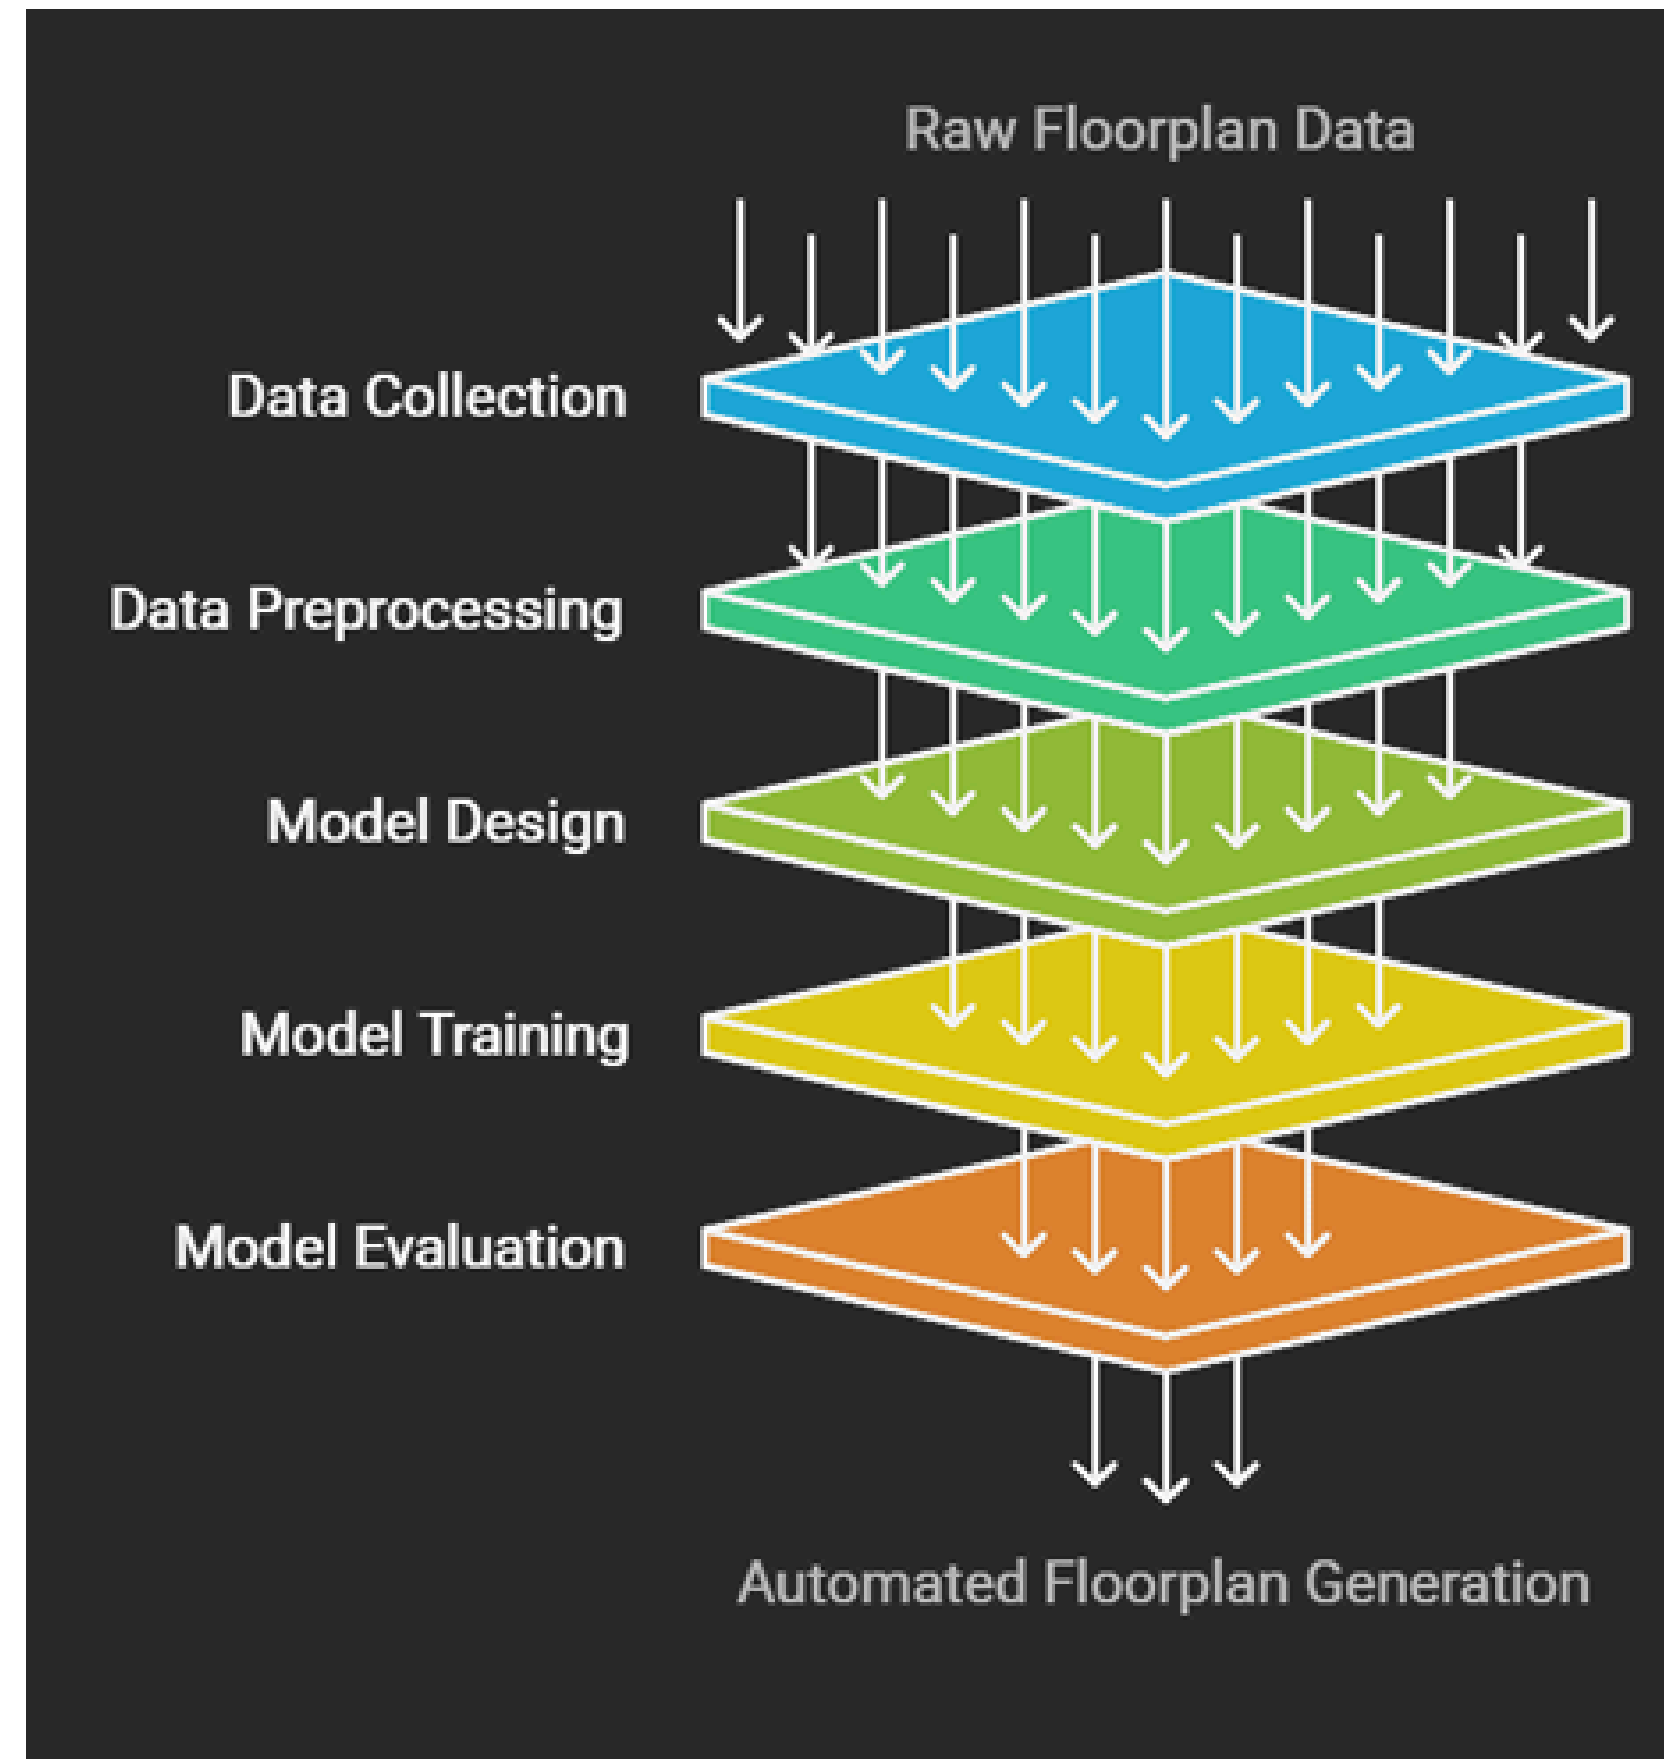 Raw Floorplan Data
Data Collection
Data Preprocessing
Model Design
Model Training
Model Evaluation
Automated Floorplan Generation